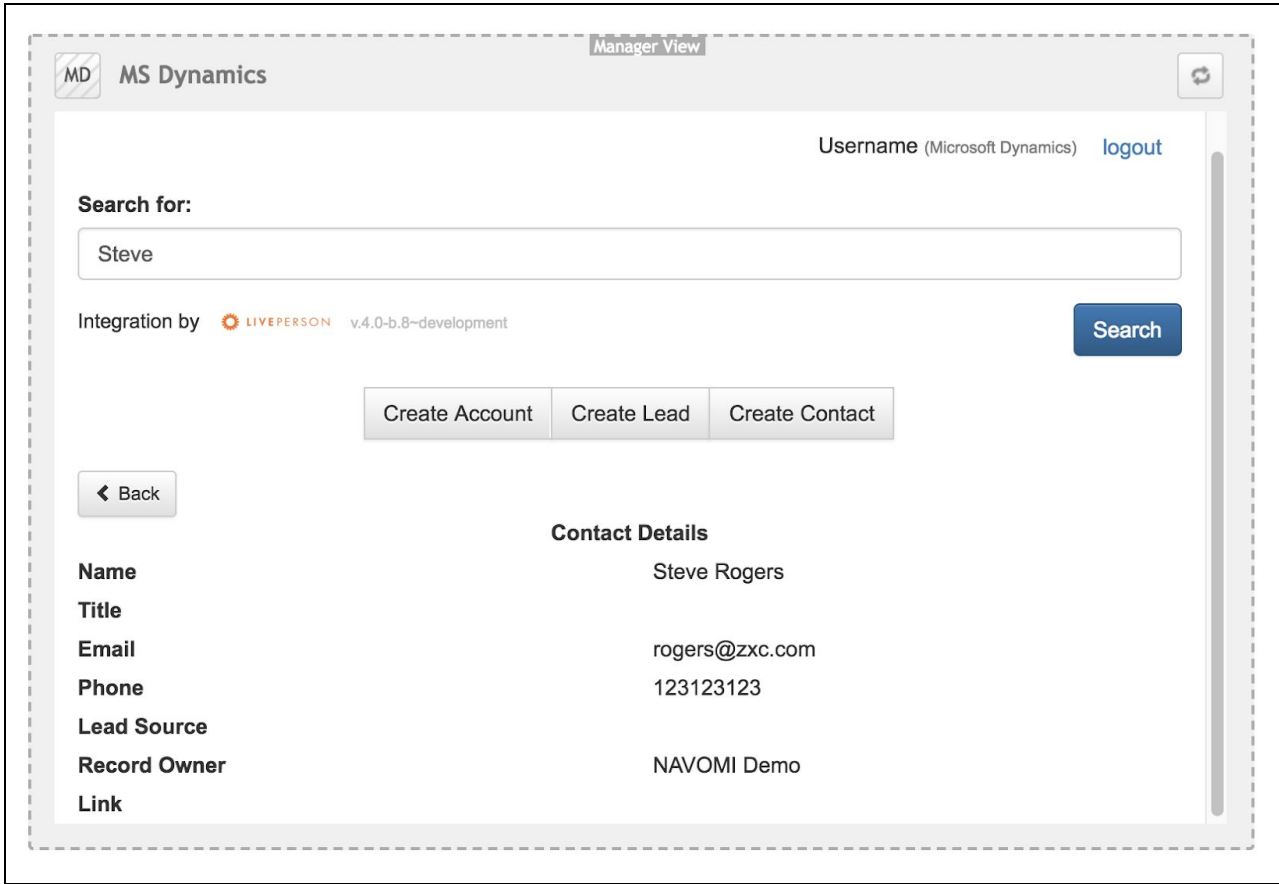 Manager View
MD MS Dynamics
Username (Microsoft Dynamics) logout
Search for:
Steve
Integration by LIVEPERSON v.4.0-b.8~development
Search
Create Account Create Lead Create Contact
Back
Contact Details
Name Steve Rogers
Title
Email rogers@zxc.com
Phone 123123123
Lead Source
Record Owner NAVOMI Demo
Link